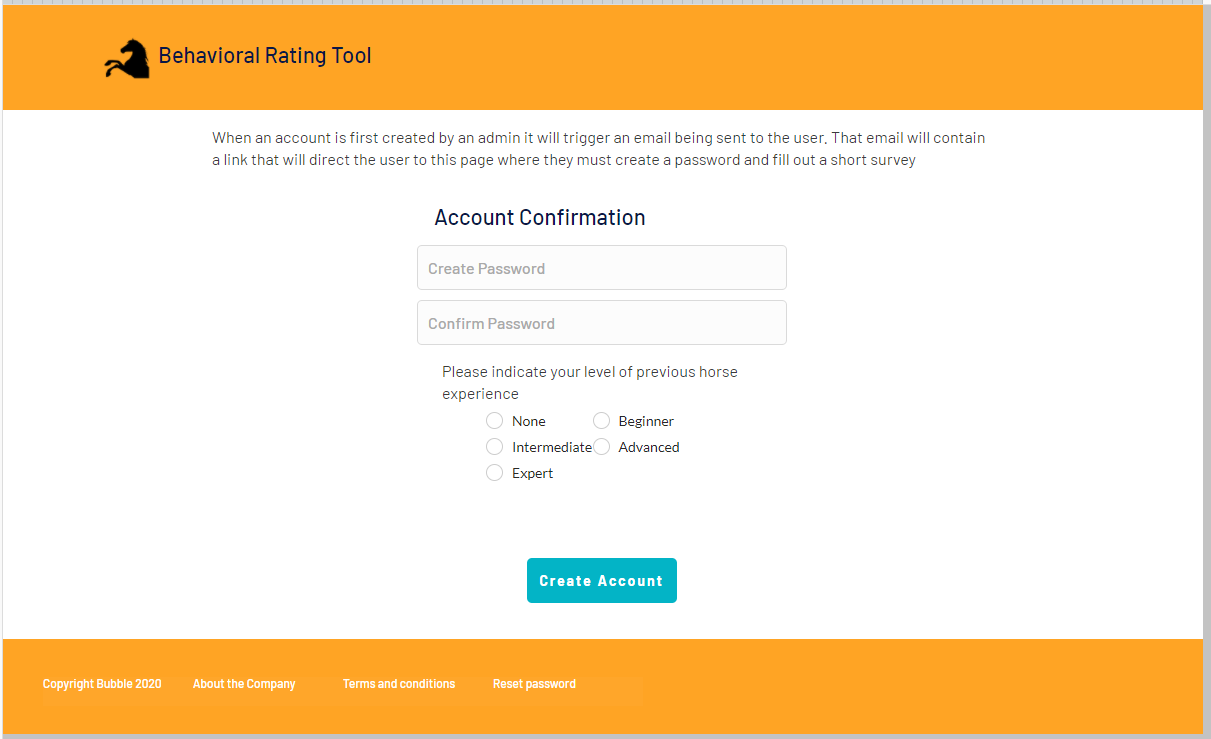 Behavioral Rating Tool
When an account is first created by an admin it will trigger an email being sent to the user. That email will contain
a link that will direct the user to this page where they must create a password and fill out a short survey
Account Confirmation
Create Password
Confirm Password
Please indicate your level of previous horse
experience
None Beginner
Intermediate Advanced
Expert
Create Account
Copyright Bubble 2020 About the Company Terms and conditions Reset password